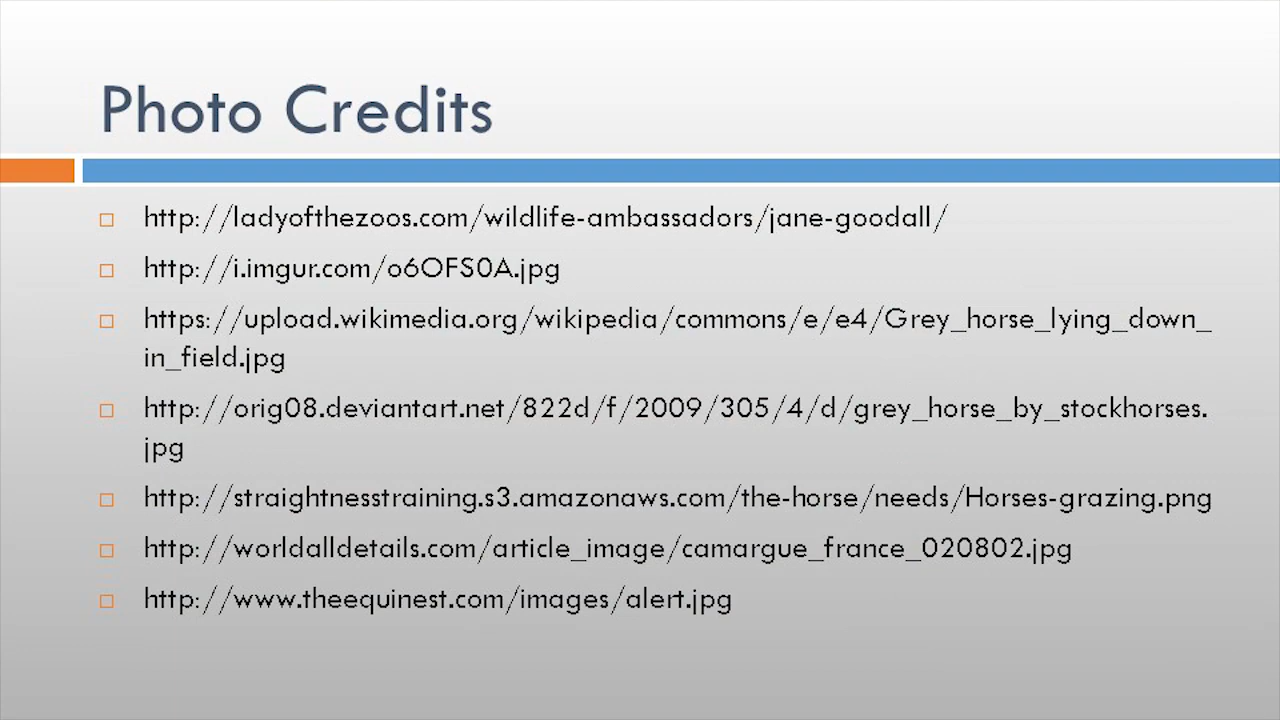 Photo Credits
http://ladyofthezoos.com/wildlife-ambassadors/jane-goodall/
http://i.imgur.com/o6OFS0A.jpg
https://upload.wikimedia.org/wikipedia/commons/e/e4/Grey_horse_lying_down_
in_field.jpg
http://orig08.deviantart.net/822d/f/2009/305/4/d/grey_horse_by_stockhorses.
jpg
http://straightnesstraining.s3.amazonaws.com/the-horse/needs/Horses-grazing.png
http://worldalldetails.com/article_image/camargue_france_020802.jpg
http://www.theequinest.com/images/alert.jpg